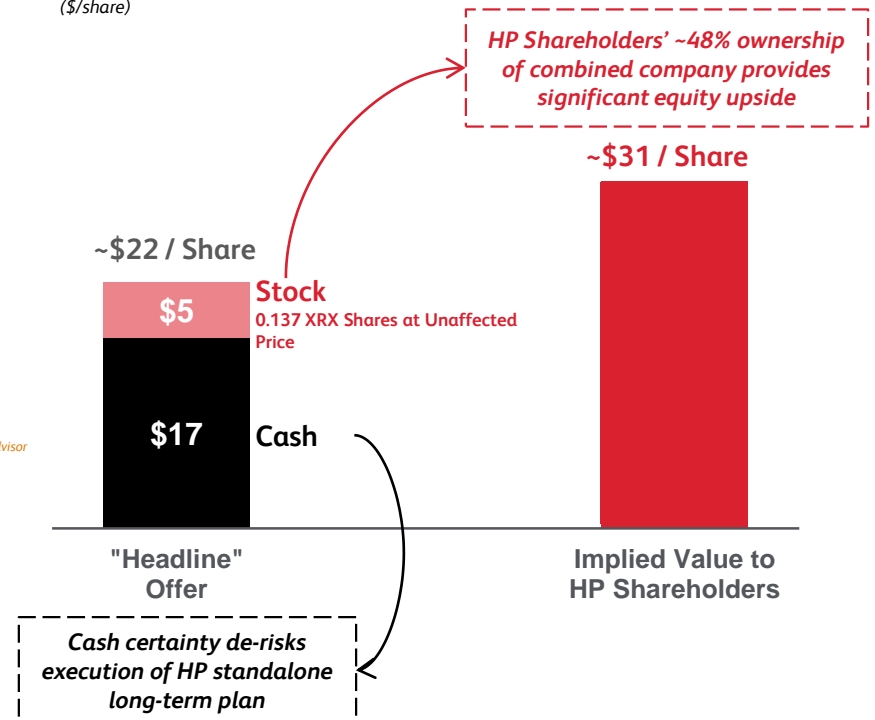 ($/share)
HP Shareholders’ ~48% ownership
of combined company provides
significant equity upside
~$31 / Share
~$22 / Share
$5
Stock
0.137 XRX Shares at Unaffected
Price
$17
Cash
"Headline"
Offer
Implied Value to
HP Shareholders
Cash certainty de-risks
execution of HP standalone
long-term plan